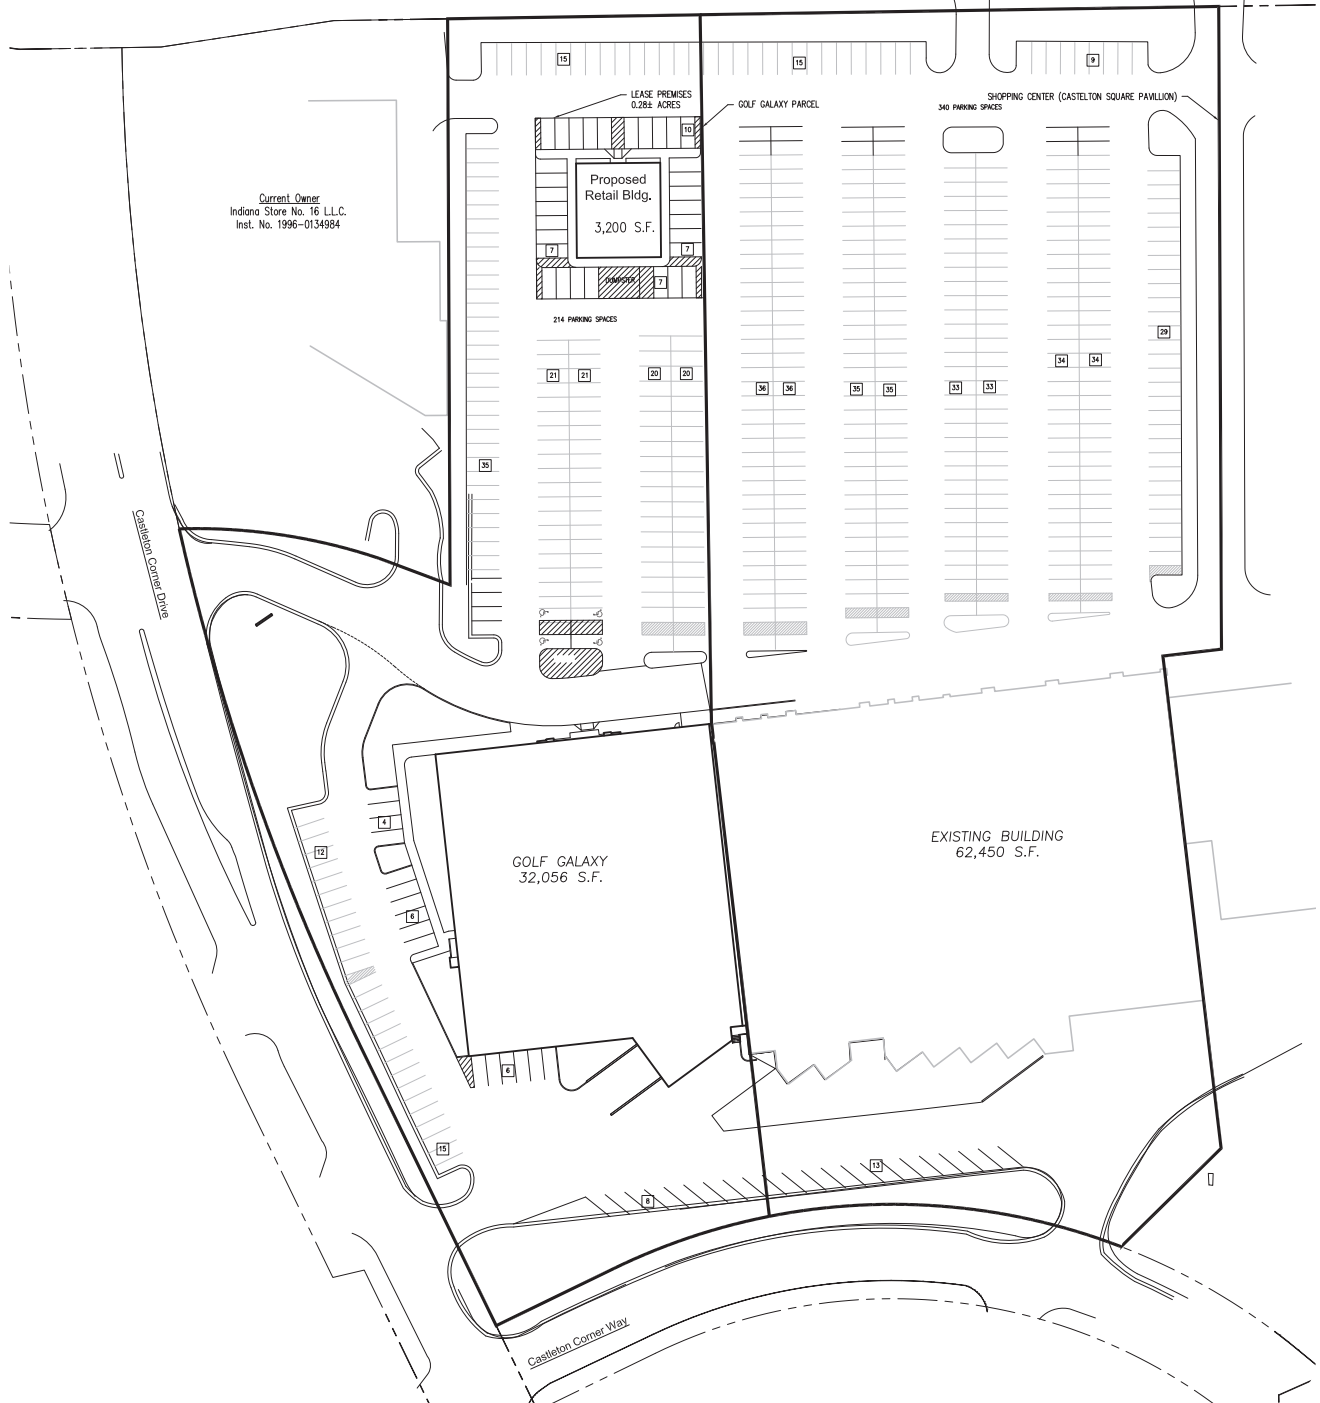 15
15
9
LEASE PREMISES
0.28± ACRES
GOLF GALAXY PARCEL
SHOPPING CENTER (CASTELTON SQUARE PAVILLION)
340 PARKING SPACES
10
Proposed
Retail Bldg.
3,200 S.F.
Current Owner
Indiana Store No. 16 L.L.C.
Inst. No. 1996-0134984
7
7
DUMPSTER
7
214 PARKING SPACES
29
21
21
20
20
36
36
35
35
33
33
34
34
35
Castleton Corner Drive
4
12
6
GOLF GALAXY
32,056 S.F.
EXISTING BUILDING
62,450 S.F.
6
15
13
8
Castleton Corner Way